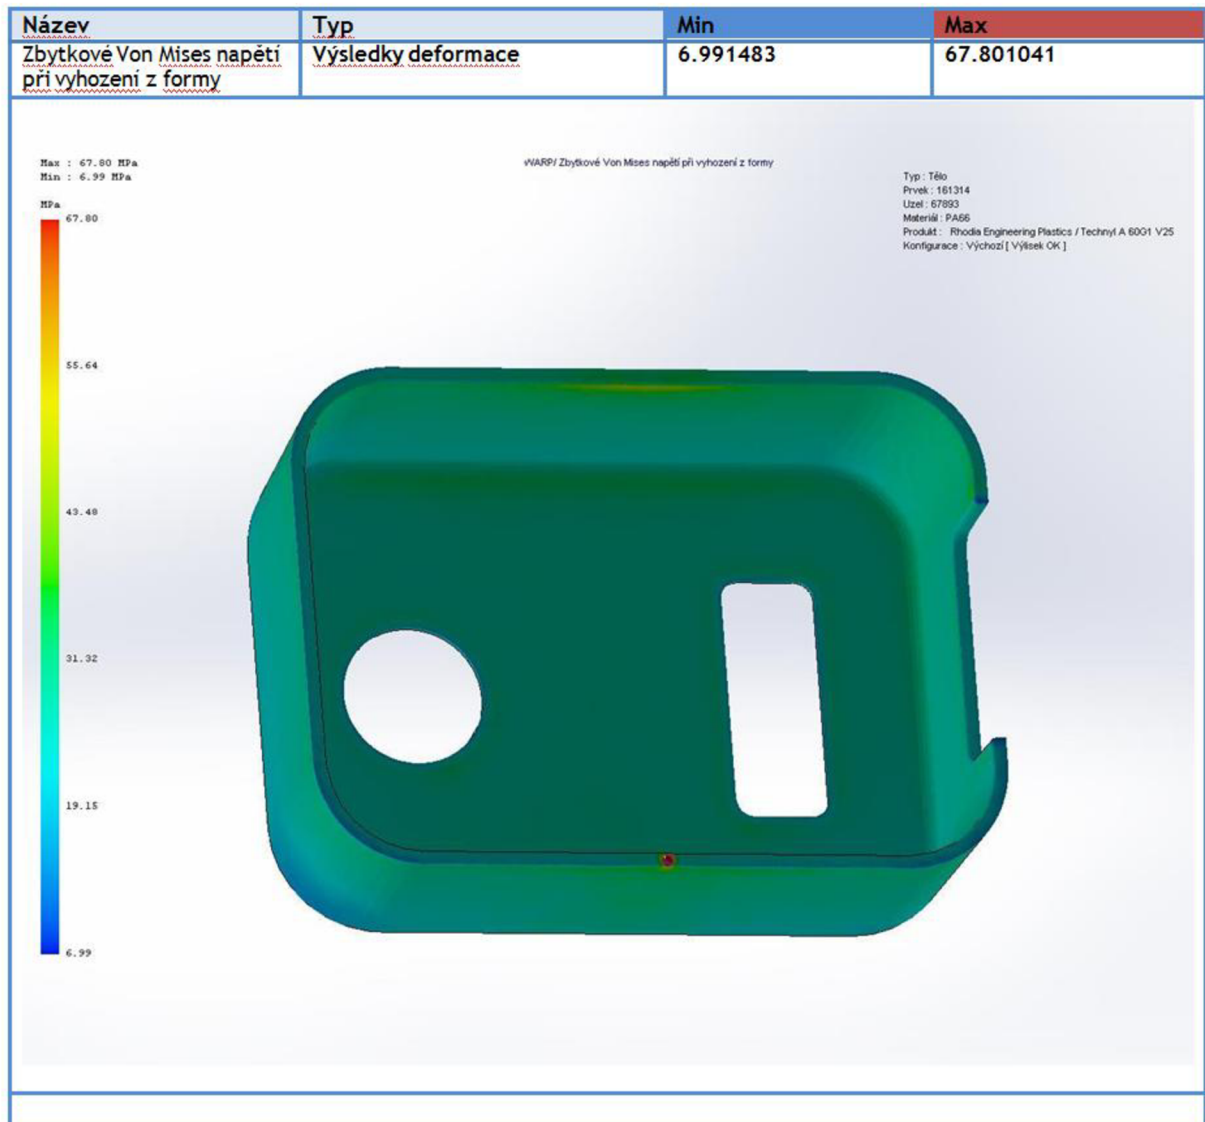 Název Typ Min Max
Zbytkové Von Mises napětí Výsledky deformace 6.991483 67.801041
při vyhození z formy
Max : 67.80 MPa
Min : 6.99 MPa
WARP/ Zbytkové Von Mises napětí při vyhození z formy
Typ : Tělo
Prvek : 161314
Uzel : 67893
Materiál : PA66
Produkt : Rhodia Engineering Plastics / Technyl A 60G1 V25
Konfigurace : Výchozí [ Výlisek OK ]
MPa
67.80
55.64
43.48
31.32
19.15
6.99